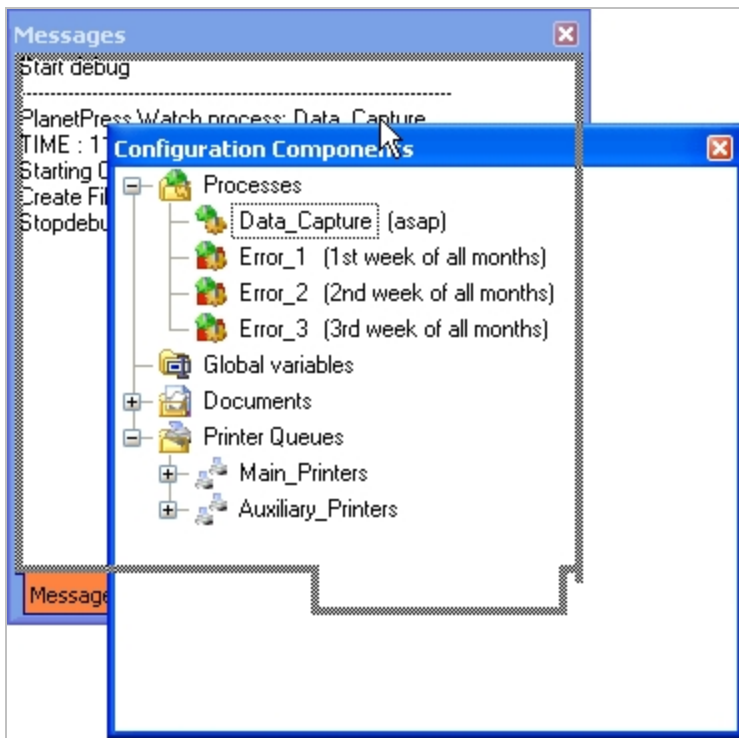 Messages
Start debug
PlanetPress Watch process: Data_Capture
TIME : 1
Starting
Create Fil
Stopdebu
Message
Configuration Components
Processes
Data_Capture (asap)
Error_1 (1st week of all months)
Error_2 (2nd week of all months)
Error_3 (3rd week of all months)
Global variables
Documents
Printer Queues
Main_Printers
Auxiliary_Printers